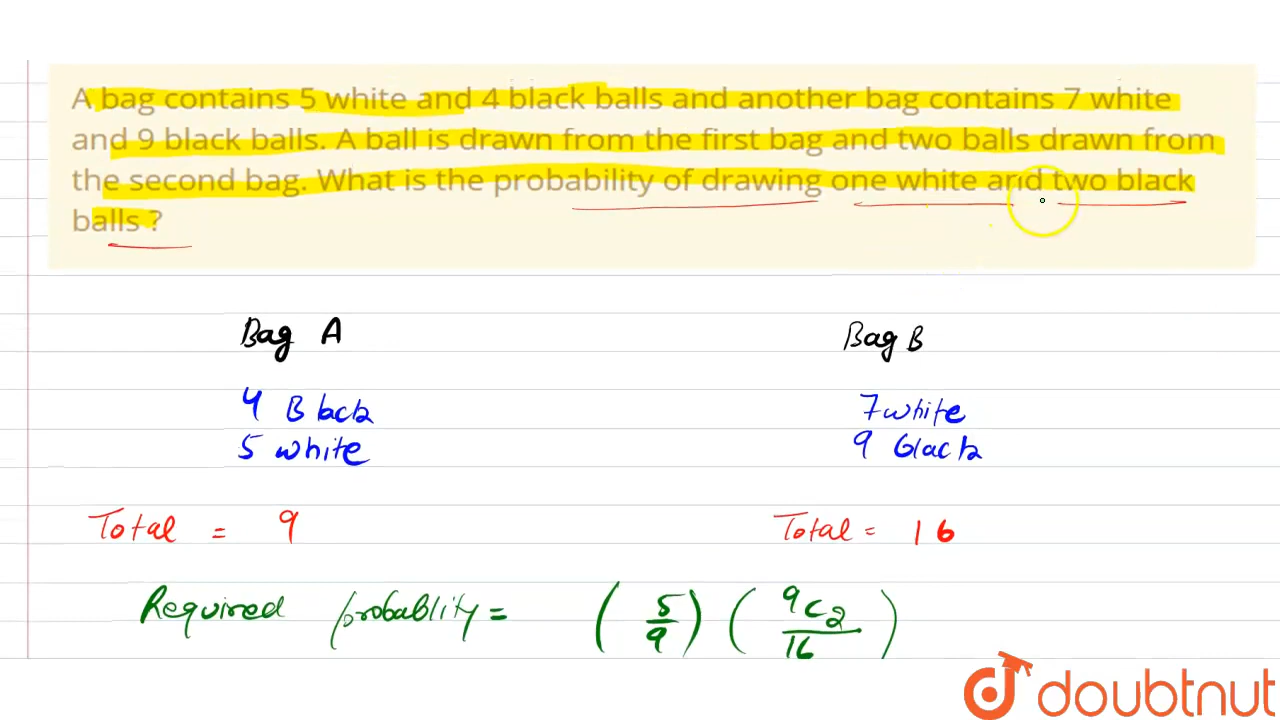 A bag contains 5 white and 4 black balls and another bag contains 7 white
and 9 black balls. A ball is drawn from the first bag and two balls drawn from
the second bag. What is the probability of drawing one white and two black
balls ?
Bag A
Bag B
4 Black
7 white
5 white
9 black
Total = 9
Total = 16
Required probablity = (5/9) (9C2/16)
doubtnut